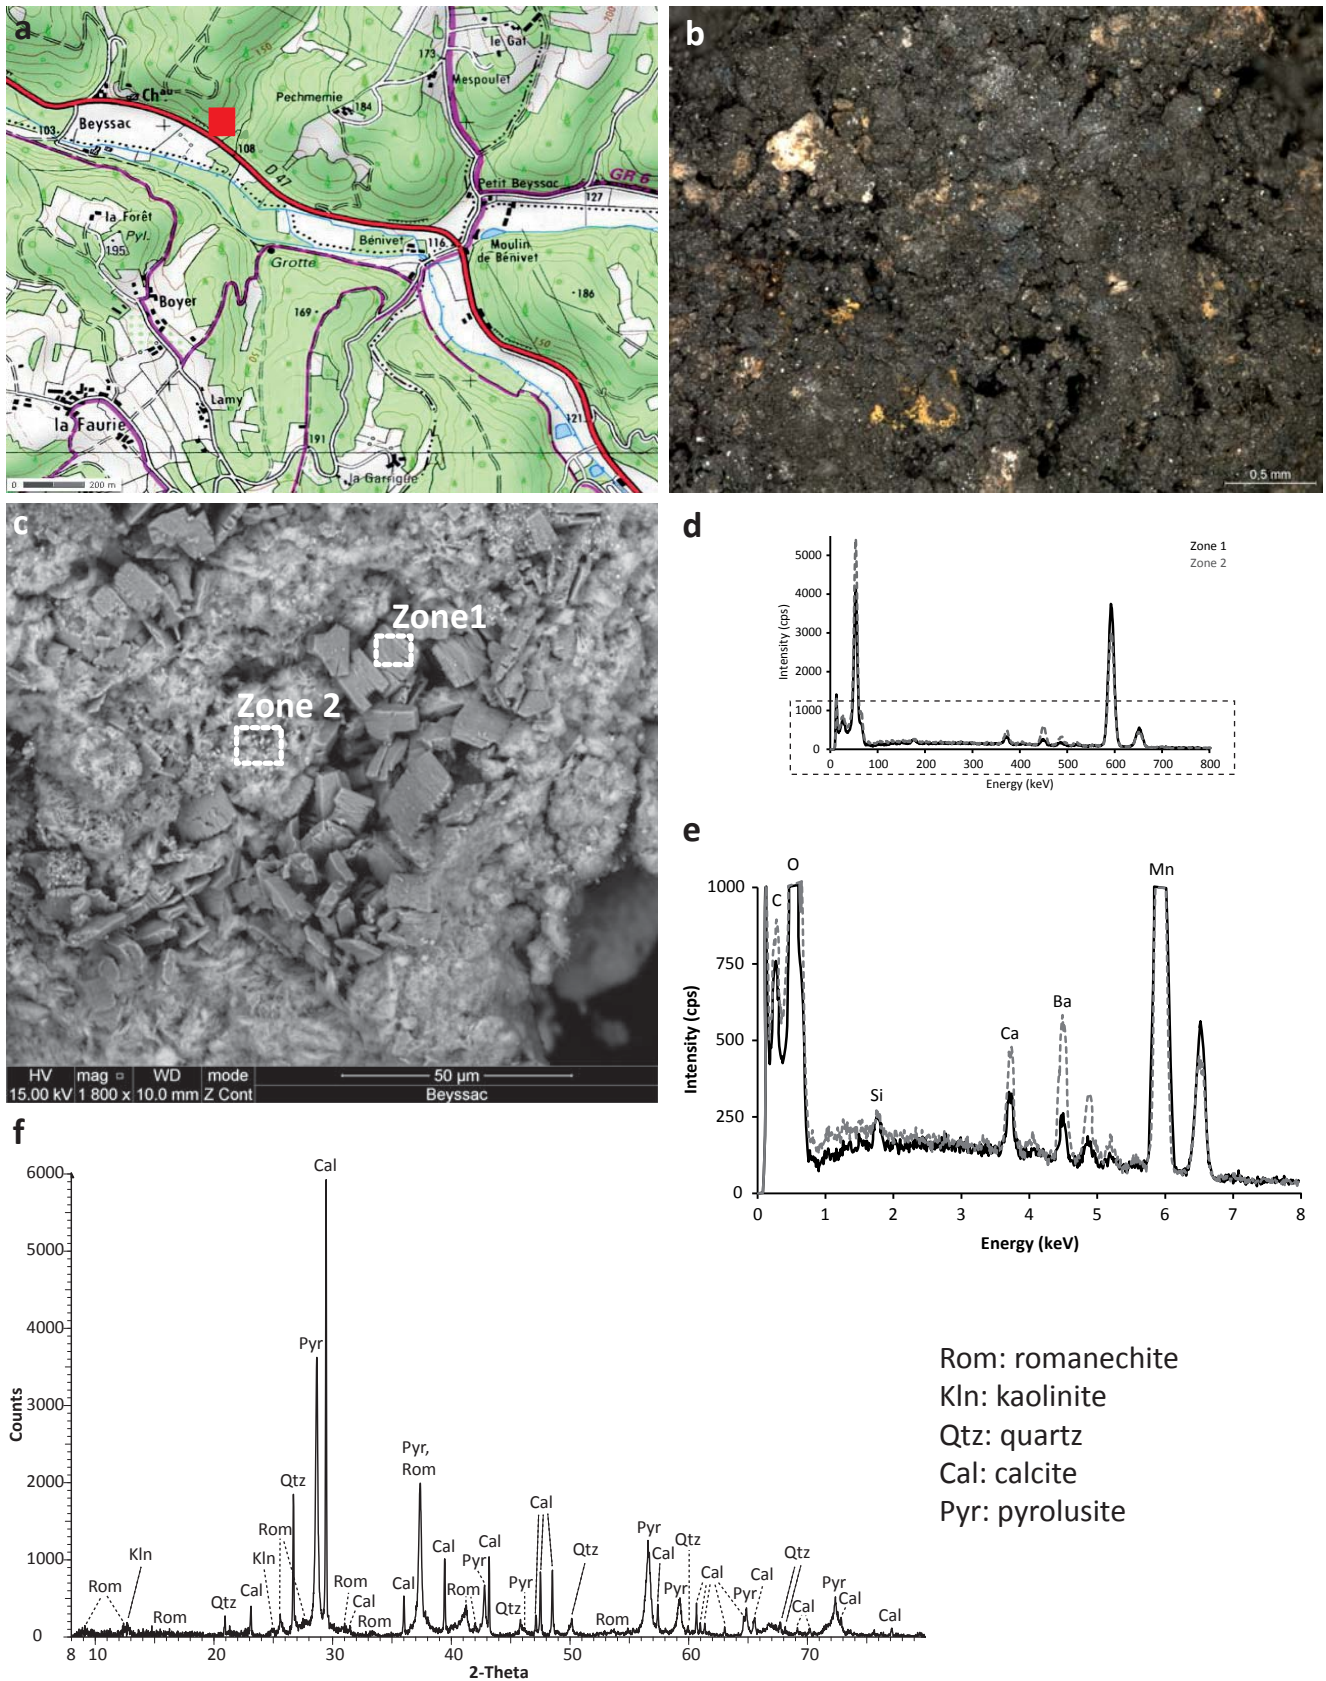 a
Ch au
Beyssac
103
108
D 47
150
Pechmemie
184
173
le Gat
200
Mespoulet
GR 6
Petit Beyssac
127
la Forêt
Pyl.
195
Bénivet
116
Moulin
de Bénivet
Grotte
Boyer
169
186
150
150
Lamy
la Faurie
191
121
la Garrigue
0 200 m
b
0.5 mm
c
Zone1
Zone 2
HV
15.00 kV
mag
1 800 x
WD
10.0 mm
mode
Z Cont
50 µm
Beyssac
d
Zone 1
Zone 2
Intensity (cps)
5000
4000
3000
2000
1000
0
0 100 200 300 400 500 600 700 800
Energy (keV)
e
O
C
Mn
Ba
Ca
Si
Intensity (cps)
1000
750
500
250
0
0 1 2 3 4 5 6 7 8
Energy (keV)
f
Counts
6000
5000
4000
3000
2000
1000
0
Cal
Pyr
Pyr,
Rom
Qtz
Rom
Kln
Kln
Rom
Rom
Qtz
Cal
Rom
Cal
Rom
Cal
Cal
Rom
Pyr
Cal
Qtz
Pyr
Cal
Qtz
Rom
Pyr
Cal
Pyr
Qtz
Cal
Pyr
Cal
Qtz
Cal
Pyr
Cal
Cal
8 10 20 30 40 50 60 70
2-Theta
Rom: romanechite
Kln: kaolinite
Qtz: quartz
Cal: calcite
Pyr: pyrolusite